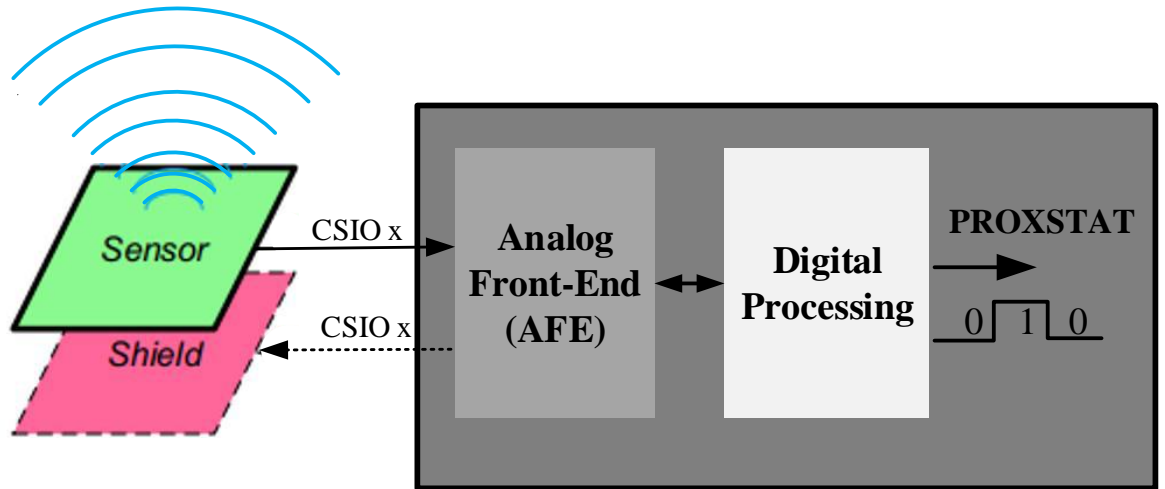 Sensor
Shield
CSIO x
CSIO x
Analog
Front-End
(AFE)
Digital
Processing
PROXSTAT
0 1 0